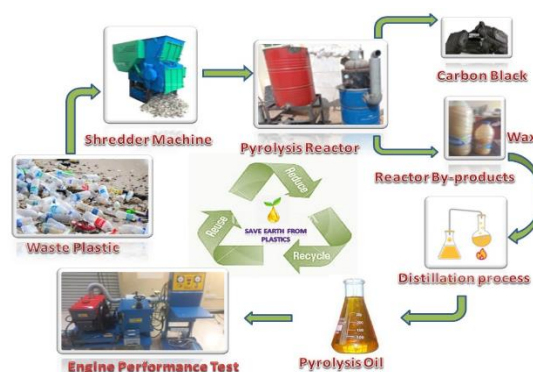 Carbon Black
Shredder Machine
Pyrolysis Reactor
Wax
Reactor By-products
Reduce
Reuse
Recycle
SAVE EARTH FROM
PLASTICS
Waste Plastic
Distillation process
Engine Performance Test
Pyrolysis Oil